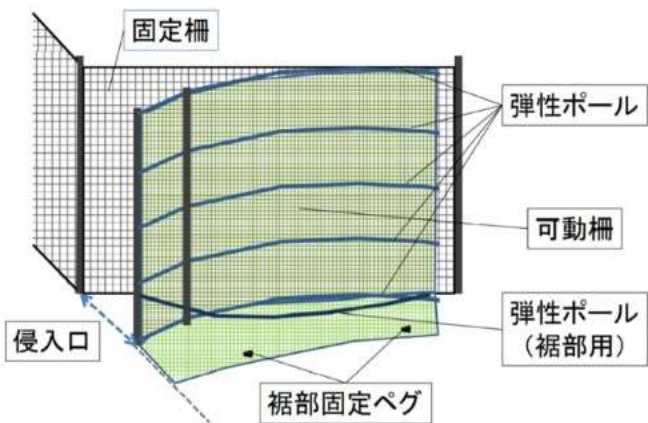 固定柵
弾性ポール
可動柵
弾性ポール
（裾部用）
侵入口
裾部固定ペグ